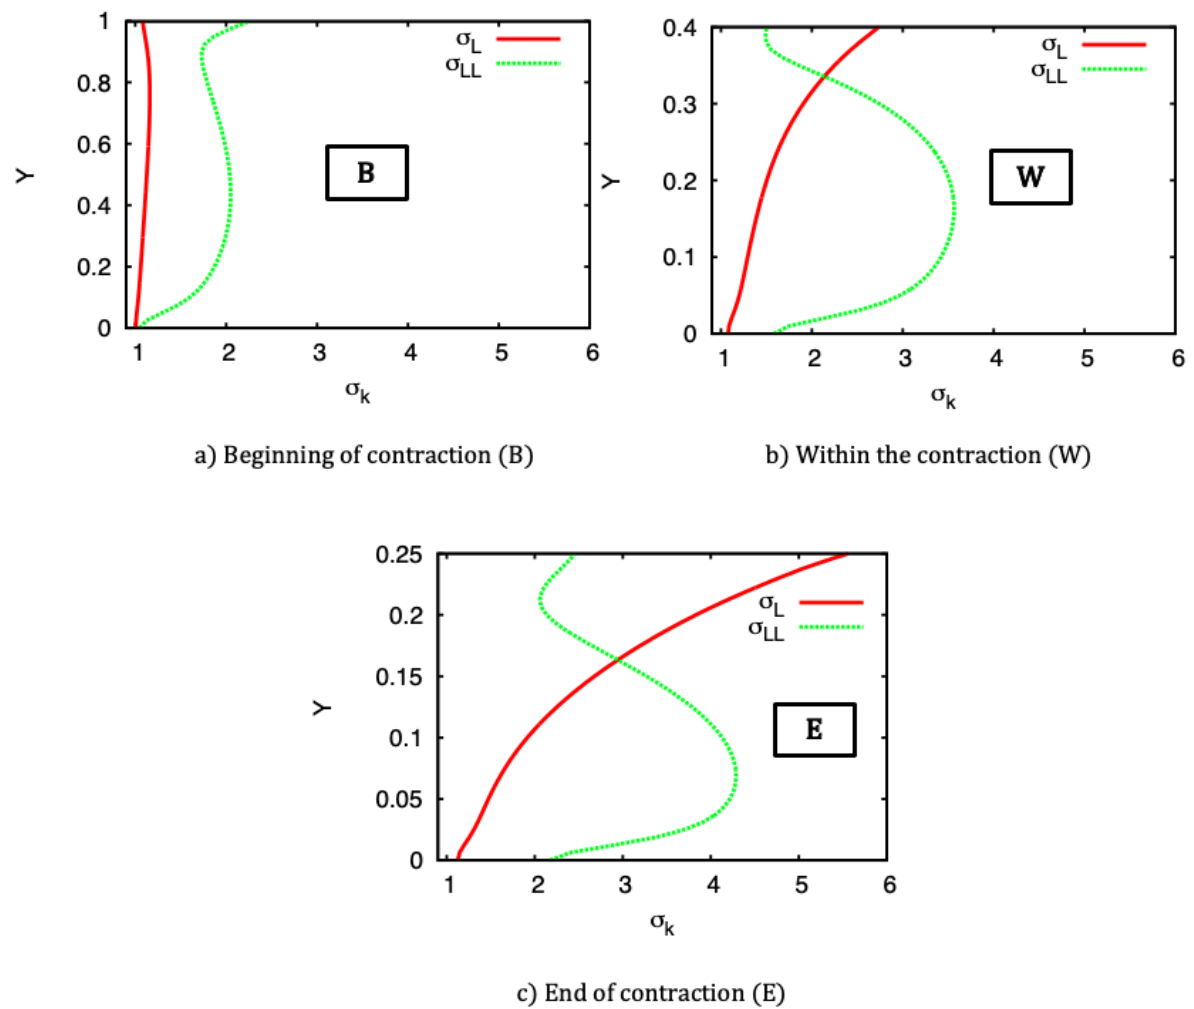 1
0.8
0.6
0.4
0.2
0
Y
1 2 3 4 5 6
σk
σL
σLL
B
a) Beginning of contraction (B)
0.4
0.3
0.2
0.1
0
Y
1 2 3 4 5 6
σk
σL
σLL
W
b) Within the contraction (W)
0.25
0.2
0.15
0.1
0.05
0
Y
1 2 3 4 5 6
σk
σL
σLL
E
c) End of contraction (E)